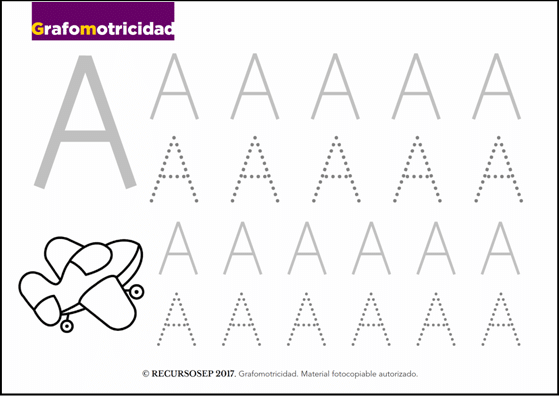 Grafomotricidad
A A A A A A
A A A A A
A A A A A A
A A A A A A
© RECURSOSEP 2017. Grafomotricidad. Material fotocopiable autorizado.